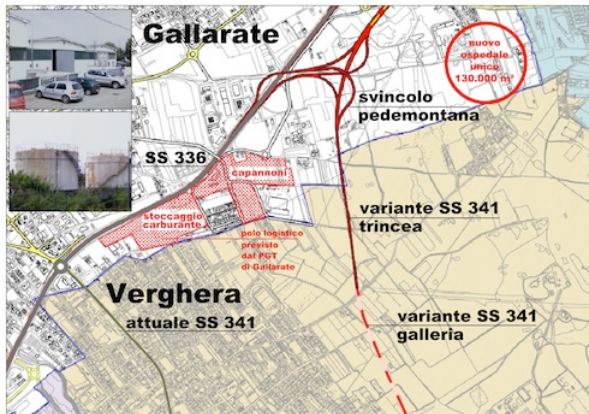 Gallarate
nuovo
ospedale
unico
130.000 m²
svincolo
pedemontana
SS 336
capannoni
stoccaggio
carburante
variante SS 341
trincea
polo logistico
previsto
dal PGT
di Gallarate
Verghera
attuale SS 341
variante SS 341
galleria